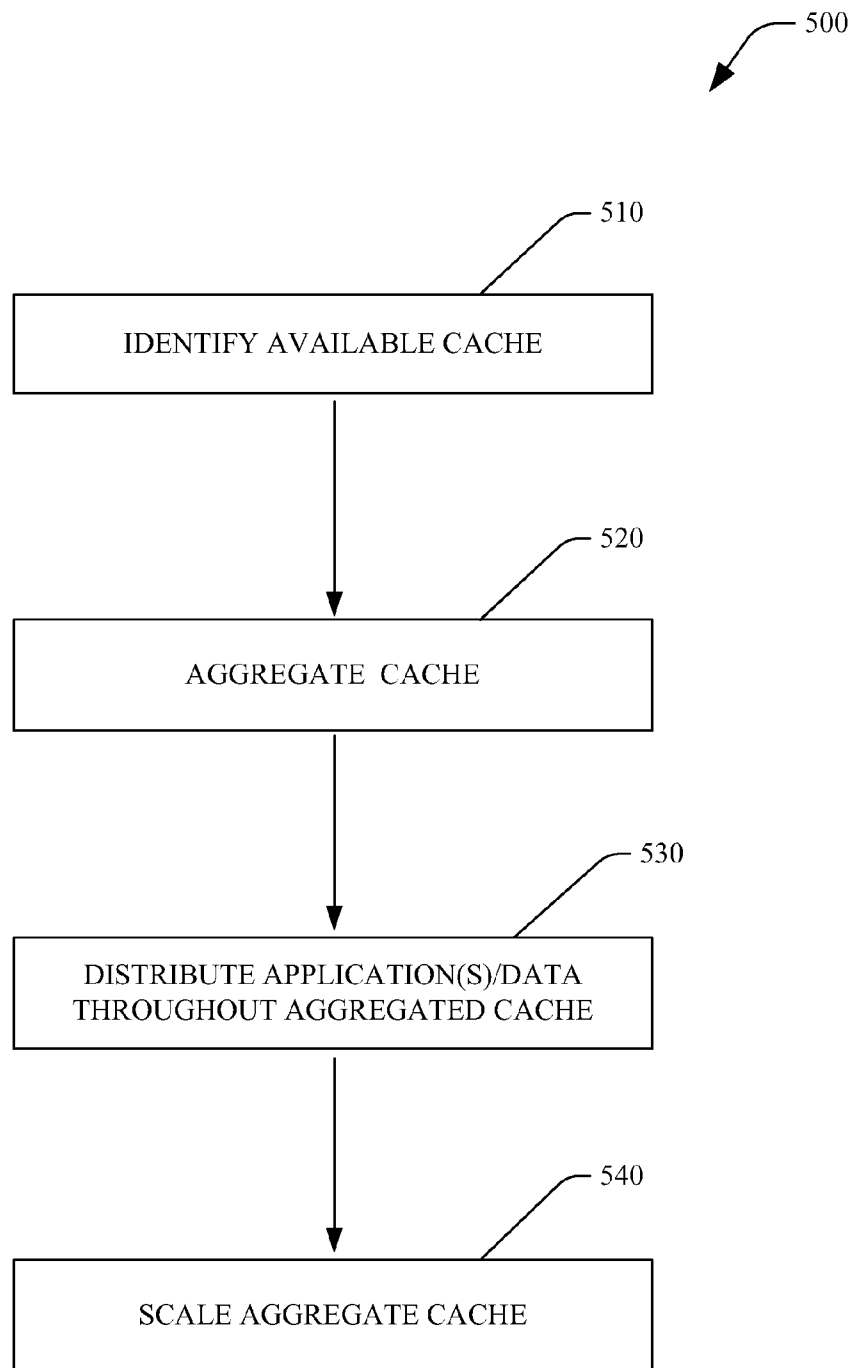 500
510
IDENTIFY AVAILABLE CACHE
520
AGGREGATE CACHE
530
DISTRIBUTE APPLICATION(S)/DATA
THROUGHOUT AGGREGATED CACHE
540
SCALE AGGREGATE CACHE